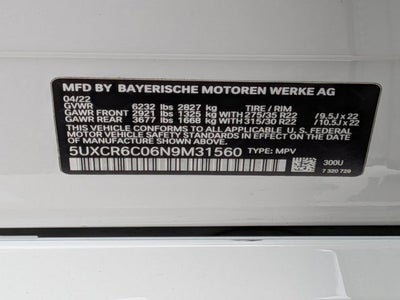 MFD BY BAYERISCHE MOTOREN WERKE AG
04/22
GVWR 6232 lbs 2827 kg TIRE / RIM
GAWR FRONT 2921 lbs 1325 kg WITH 275/35 R22 / 9.5J x 22
GAWR REAR 3677 lbs 1668 kg WITH 315/30 R22 / 10.5J x 22
THIS VEHICLE CONFORMS TO ALL APPLICABLE U.S. FEDERAL MOTOR VEHICLE
SAFETY STANDARDS IN EFFECT ON THE DATE OF MANUFACTURE SHOWN ABOVE.
5UXCR6C06N9M31560 TYPE: MPV
300U
7 320 729